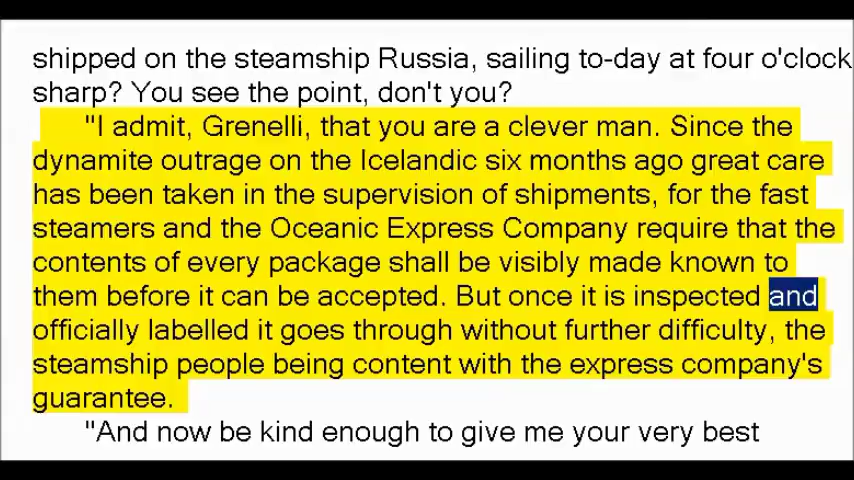 shipped on the steamship Russia, sailing to-day at four o'clock
sharp? You see the point, don't you?
"I admit, Grenelli, that you are a clever man. Since the
dynamite outrage on the Icelandic six months ago great care
has been taken in the supervision of shipments, for the fast
steamers and the Oceanic Express Company require that the
contents of every package shall be visibly made known to
them before it can be accepted. But once it is inspected and
officially labelled it goes through without further difficulty, the
steamship people being content with the express company's
guarantee.
"And now be kind enough to give me your very best